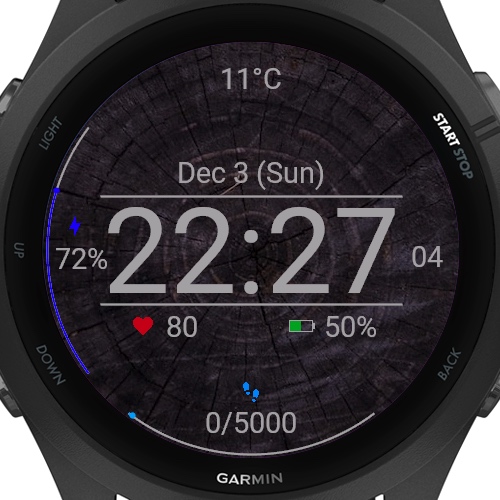 11°C
LIGHT
START STOP
Dec 3 (Sun)
UP
72%
22:27
04
80
50%
DOWN
BACK
0/5000
GARMIN